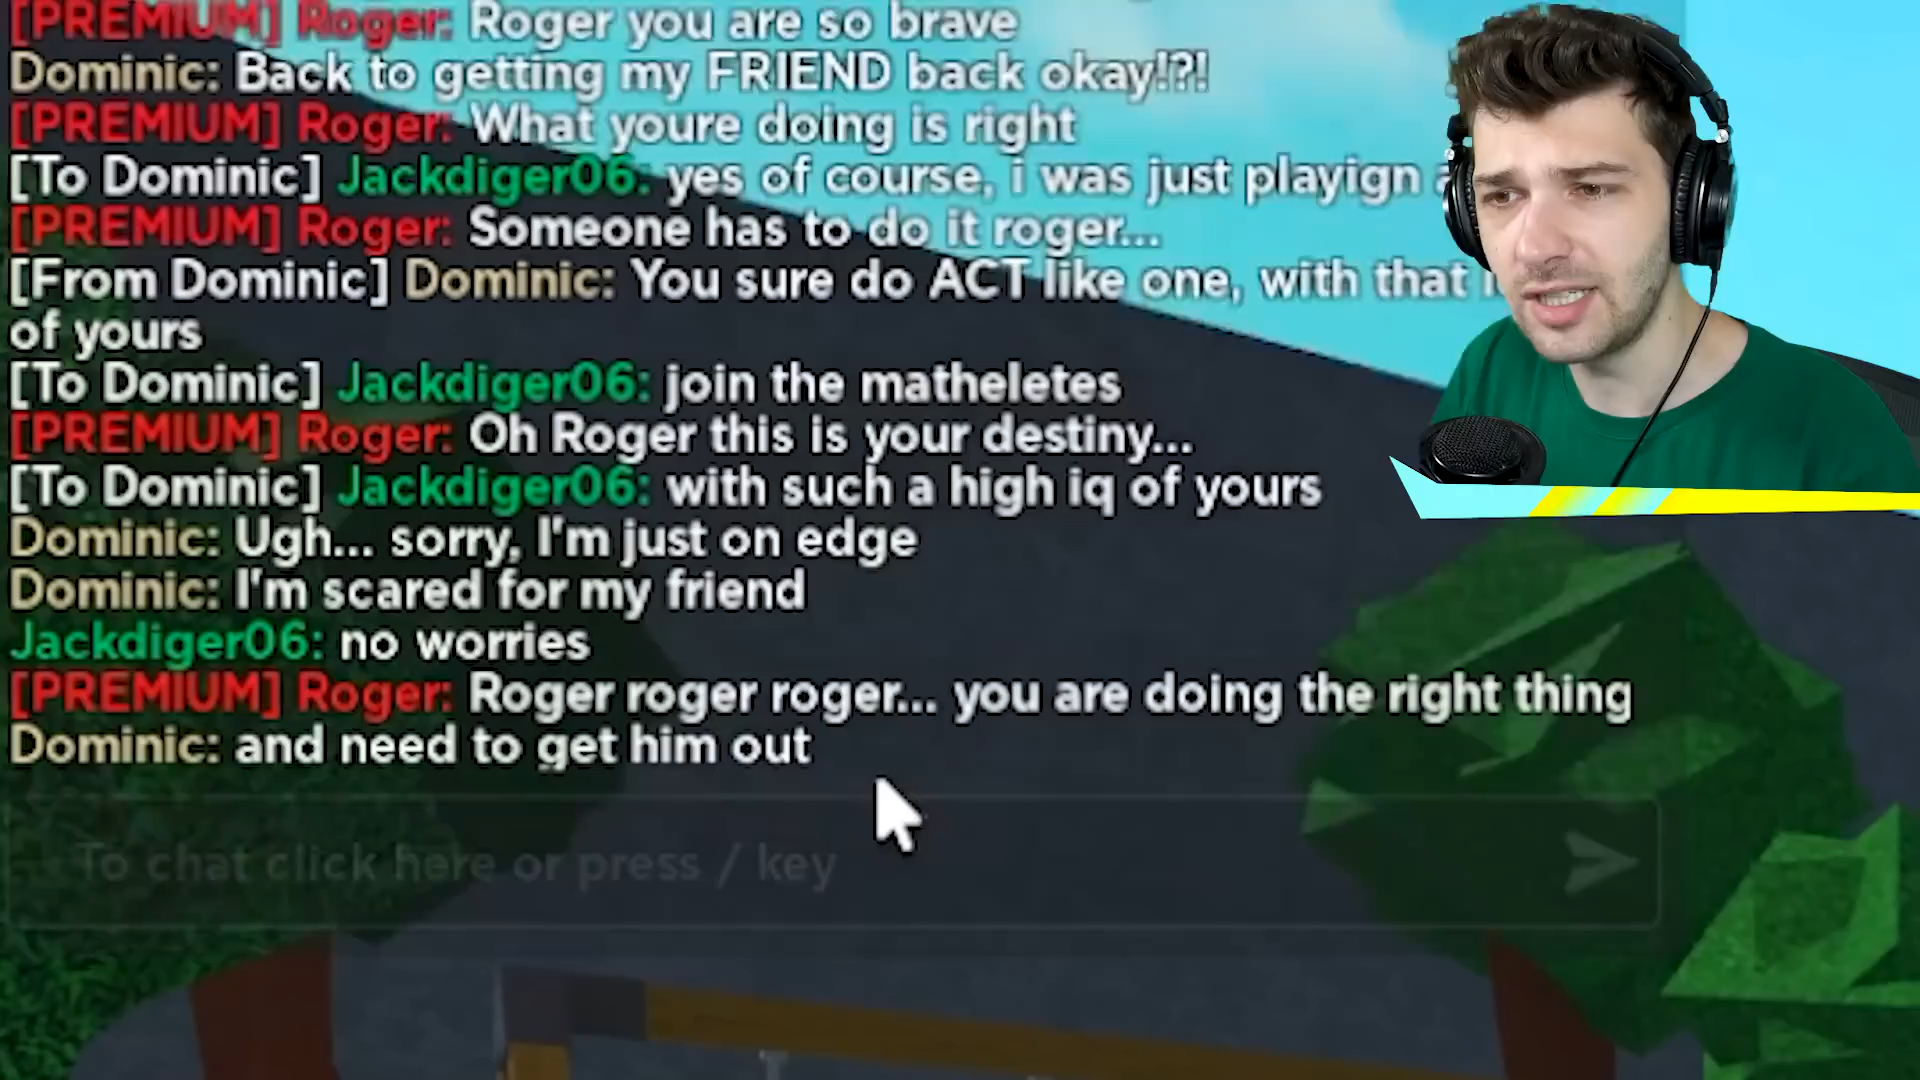 [PREMIUM] Roger: Roger you are so brave
Dominic: Back to getting my FRIEND back okay!?!
[PREMIUM] Roger: What youre doing is right
[To Dominic] Jackdiger06: yes of course, i was just playign
[PREMIUM] Roger: Someone has to do it roger...
[From Dominic] Dominic: You sure do ACT like one, with that
of yours
[To Dominic] Jackdiger06: join the matheletes
[PREMIUM] Roger: Oh Roger this is your destiny...
[To Dominic] Jackdiger06: with such a high iq of yours
Dominic: Ugh... sorry, I'm just on edge
Dominic: I'm scared for my friend
Jackdiger06: no worries
[PREMIUM] Roger: Roger roger roger... you are doing the right thing
Dominic: and need to get him out
To chat click here or press / key